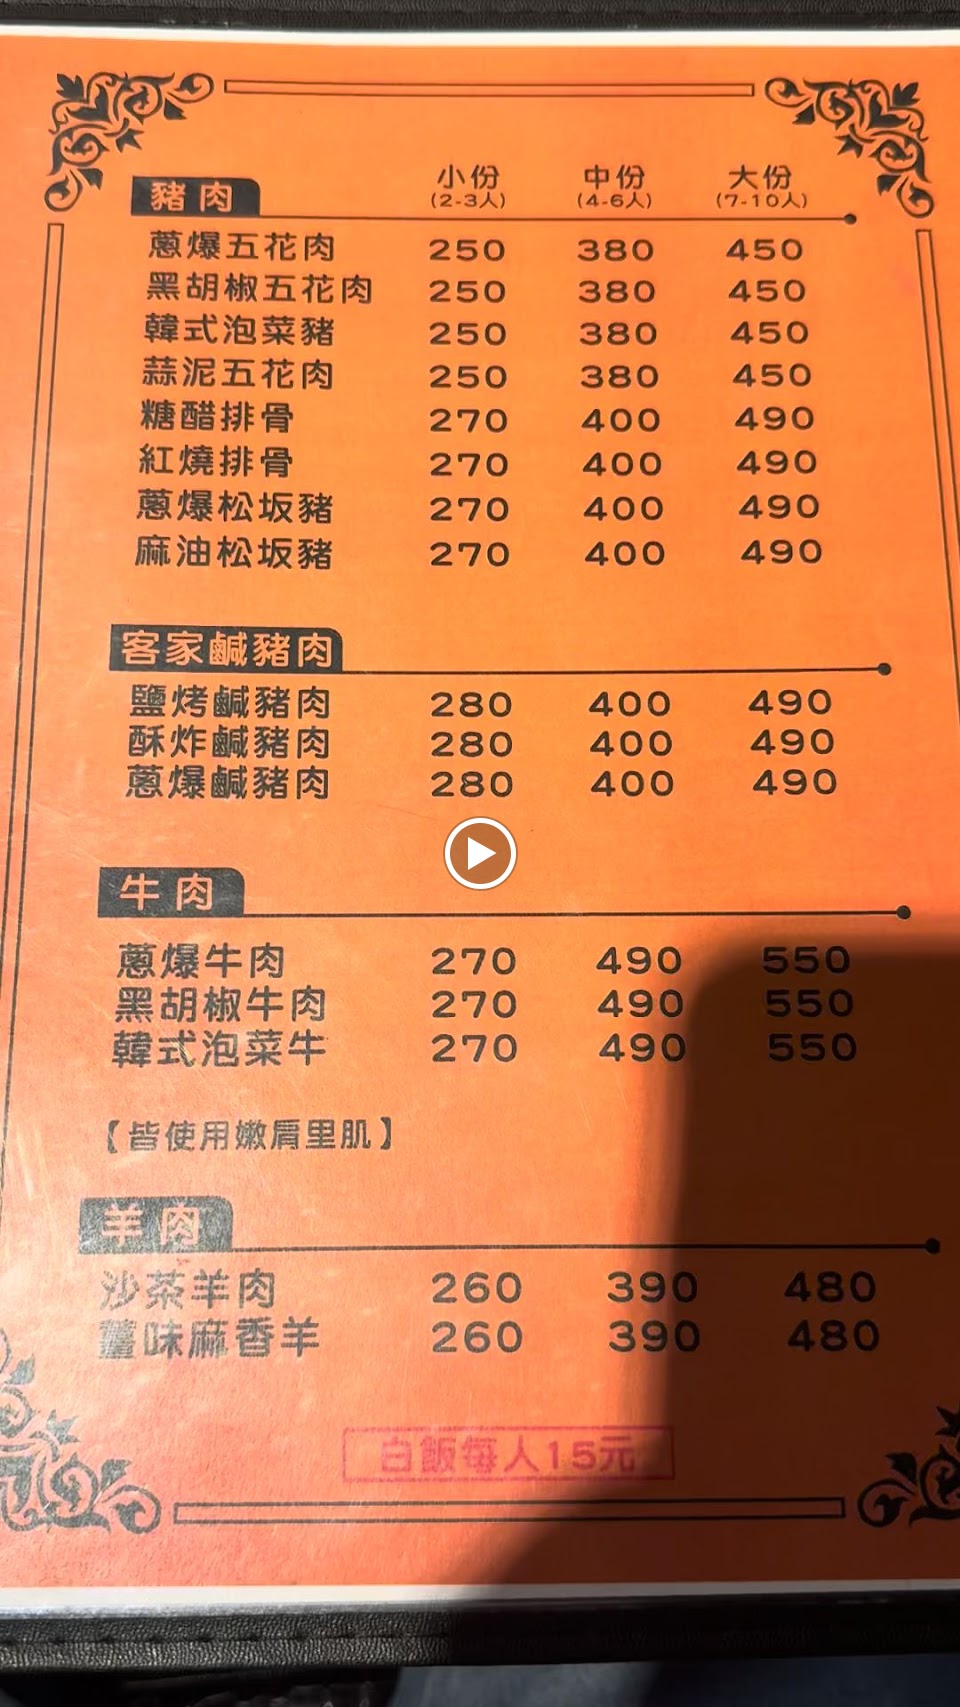 小份 中份 大份
豬肉 (2-3人) (4-6人) (7-10人)
蔥爆五花肉 250 380 450
黑胡椒五花肉 250 380 450
韓式泡菜豬 250 380 450
蒜泥五花肉 250 380 450
糖醋排骨 270 400 490
紅燒排骨 270 400 490
蔥爆松坂豬 270 400 490
麻油松坂豬 270 400 490
客家鹹豬肉
鹽烤鹹豬肉 280 400 490
酥炸鹹豬肉 280 400 490
蔥爆鹹豬肉 280 400 490
牛肉
蔥爆牛肉 270 490 550
黑胡椒牛肉 270 490 550
韓式泡菜牛 270 490 550
【皆使用嫩肩里肌】
羊肉
沙茶羊肉 260 390 480
薑味麻香羊 260 390 480
白飯每人15元